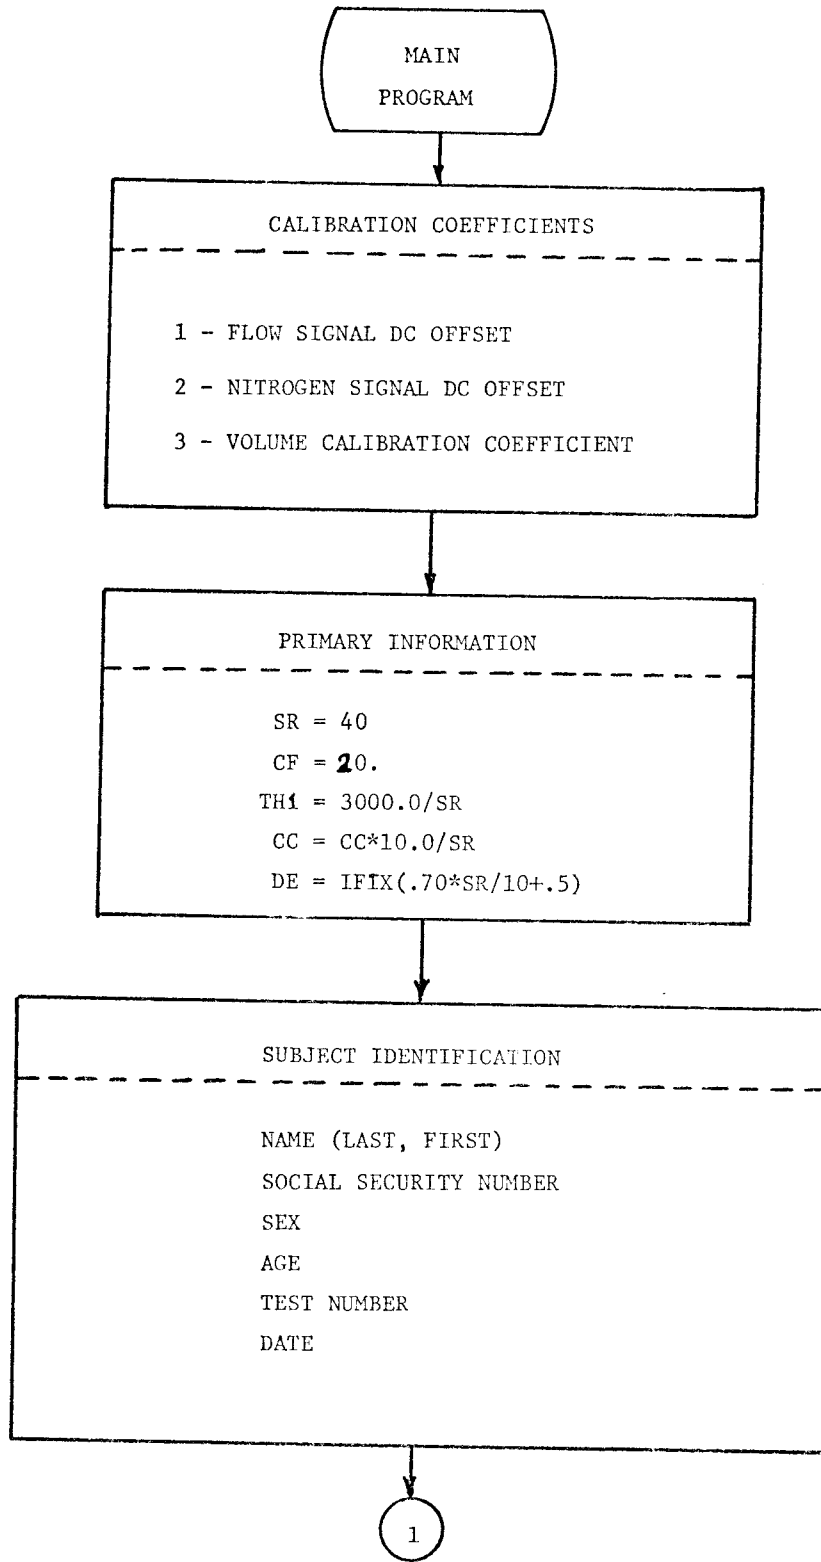 MAIN
PROGRAM
CALIBRATION COEFFICIENTS
1 - FLOW SIGNAL DC OFFSET
2 - NITROGEN SIGNAL DC OFFSET
3 - VOLUME CALIBRATION COEFFICIENT
PRIMARY INFORMATION
SR = 40
CF = 20.
TH1 = 3000.0/SR
CC = CC*10.0/SR
DE = IFIX(.70*SR/10+.5)
SUBJECT IDENTIFICATION
NAME (LAST, FIRST)
SOCIAL SECURITY NUMBER
SEX
AGE
TEST NUMBER
DATE
1